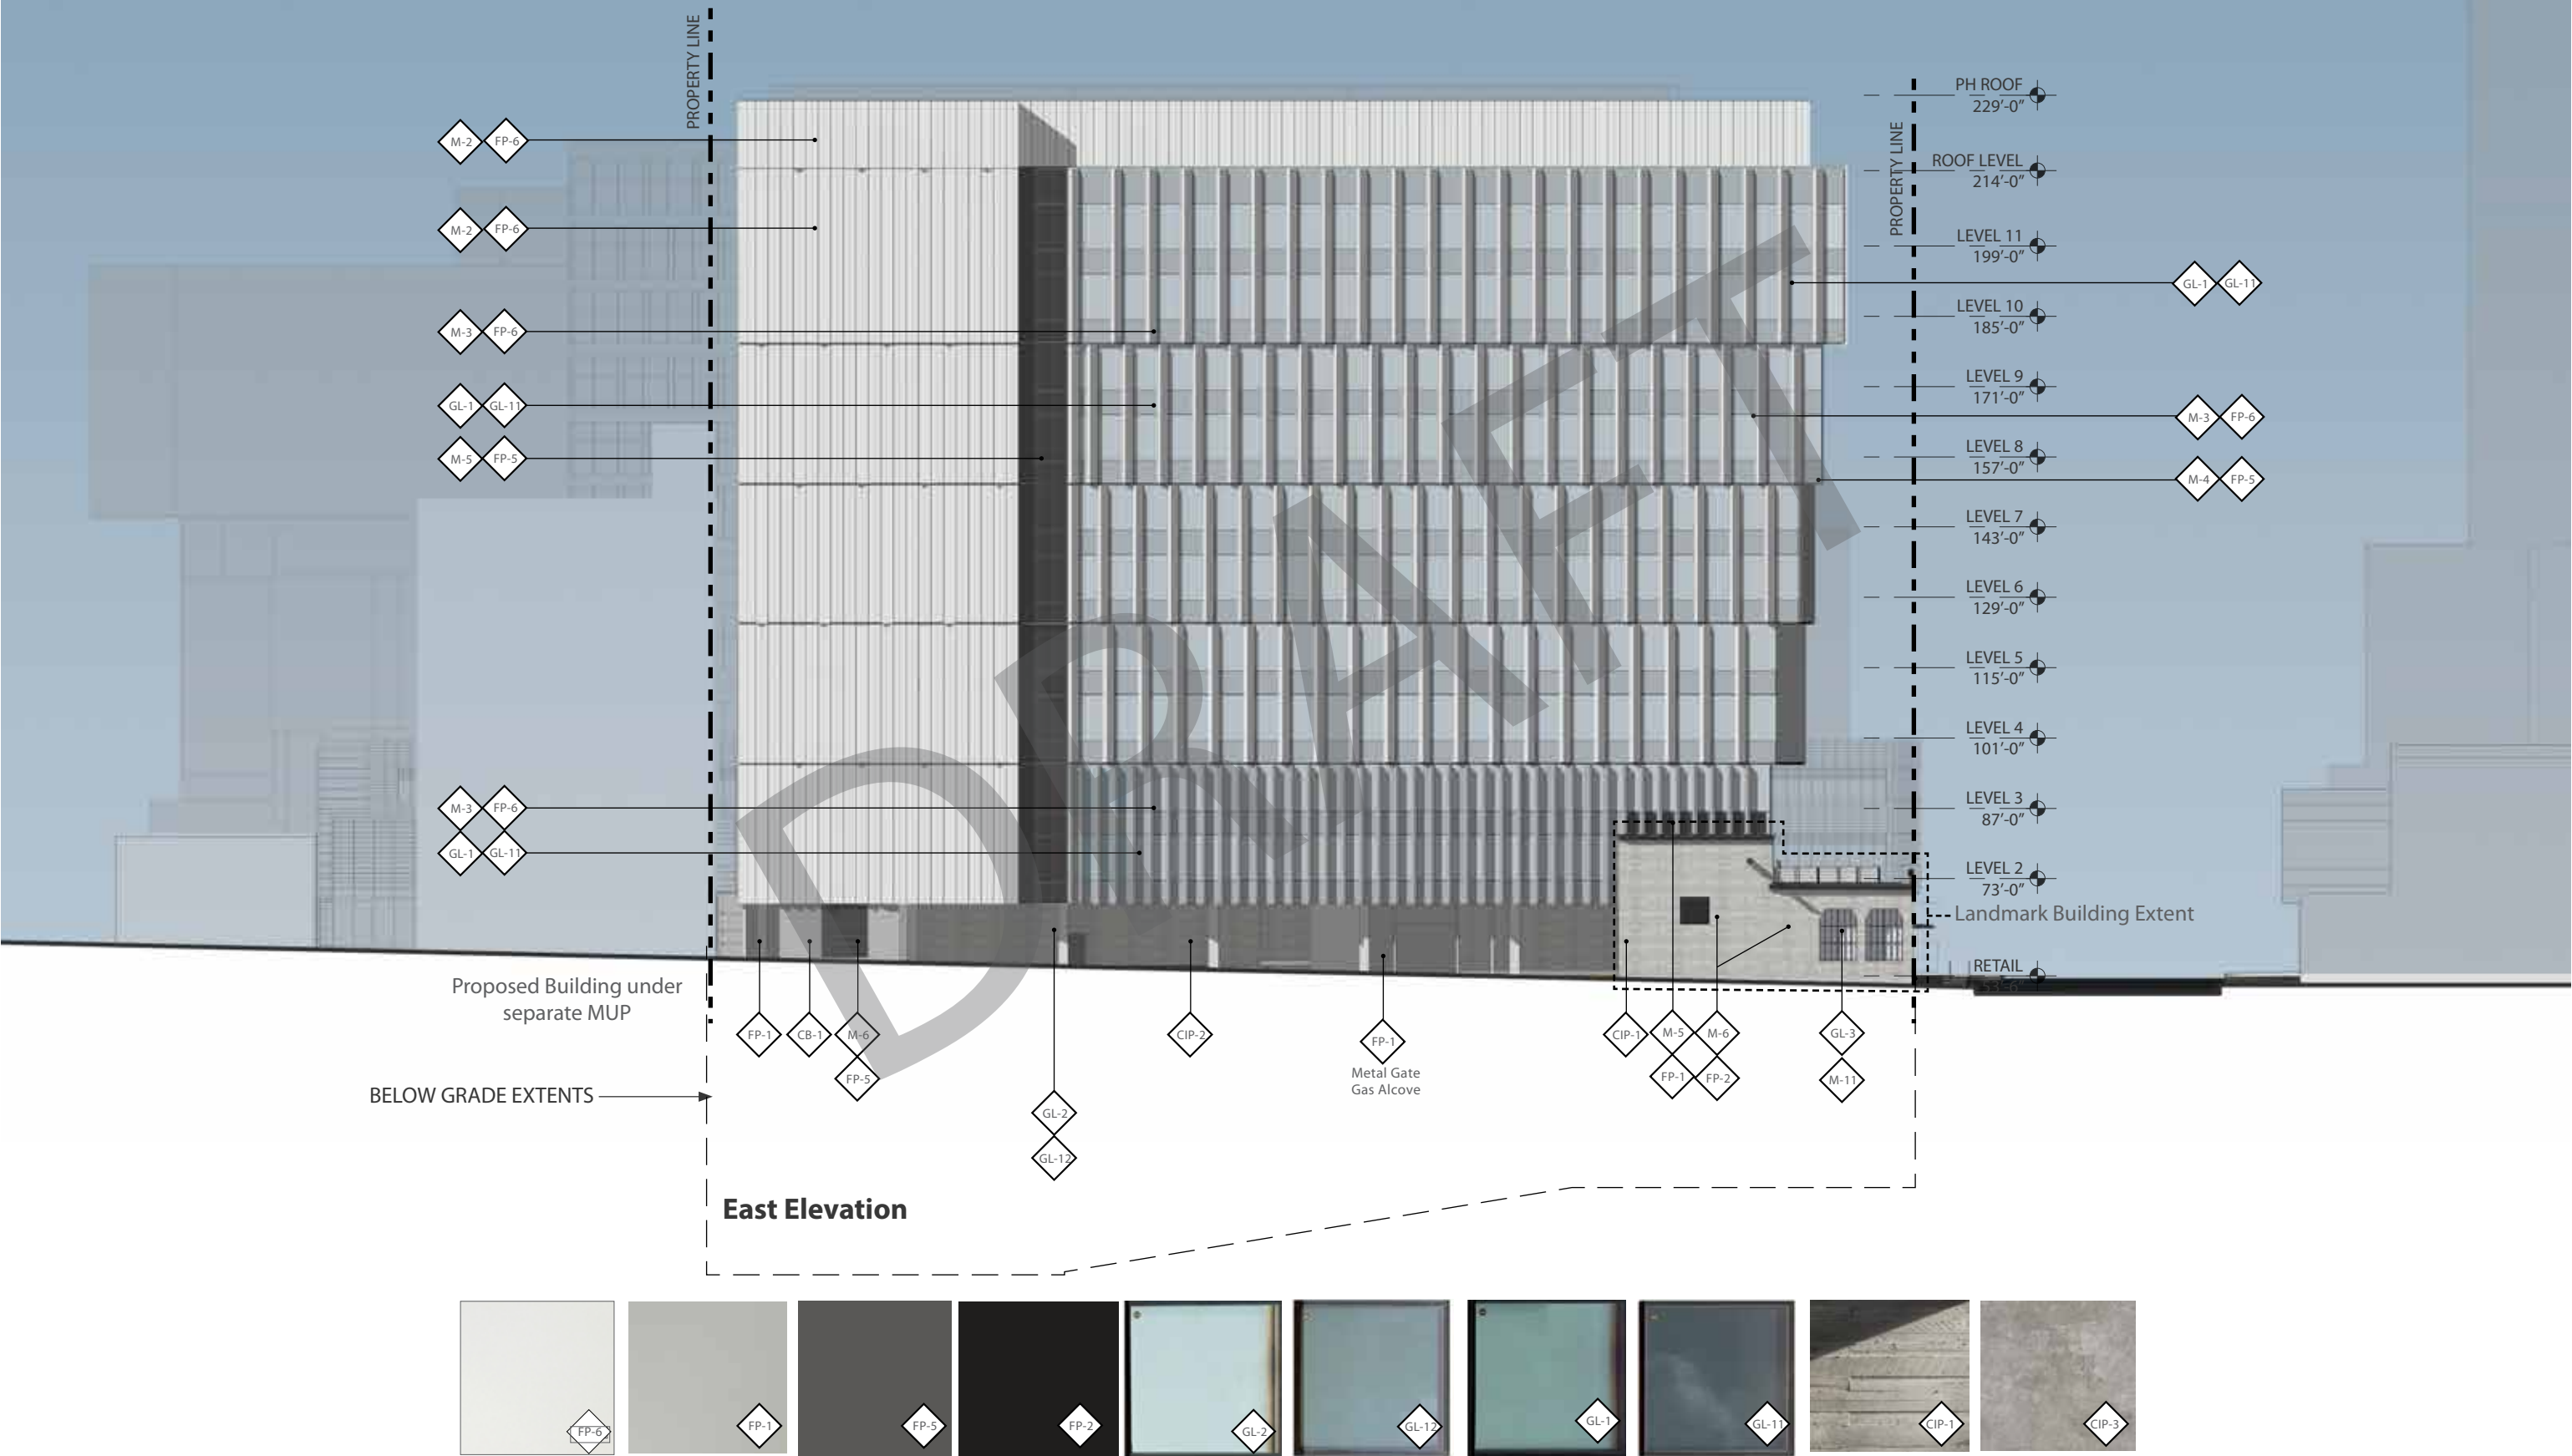 PROPERTY LINE
PROPERTY LINE
PH ROOF
229'-0"
ROOF LEVEL
214'-0"
LEVEL 11
199'-0"
LEVEL 10
185'-0"
LEVEL 9
171'-0"
LEVEL 8
157'-0"
LEVEL 7
143'-0"
LEVEL 6
129'-0"
LEVEL 5
115'-0"
LEVEL 4
101'-0"
LEVEL 3
87'-0"
LEVEL 2
73'-0"
RETAIL
53'-6"
M-2 FP-6
M-2 FP-6
M-3 FP-6
GL-1 GL-11
M-5 FP-5
M-3 FP-6
GL-1 GL-11
GL-1 GL-11
M-3 FP-6
M-4 FP-5
DRAFT
Landmark Building Extent
Proposed Building under
separate MUP
BELOW GRADE EXTENTS
FP-1 CB-1 M-6
FP-5
GL-2
GL-12
CIP-2
FP-1
Metal Gate
Gas Alcove
CIP-1 M-5 M-6
FP-1 FP-2
GL-3
M-11
East Elevation
FP-6 FP-1 FP-5 FP-2 GL-2 GL-12 GL-1 GL-11 CIP-1 CIP-3